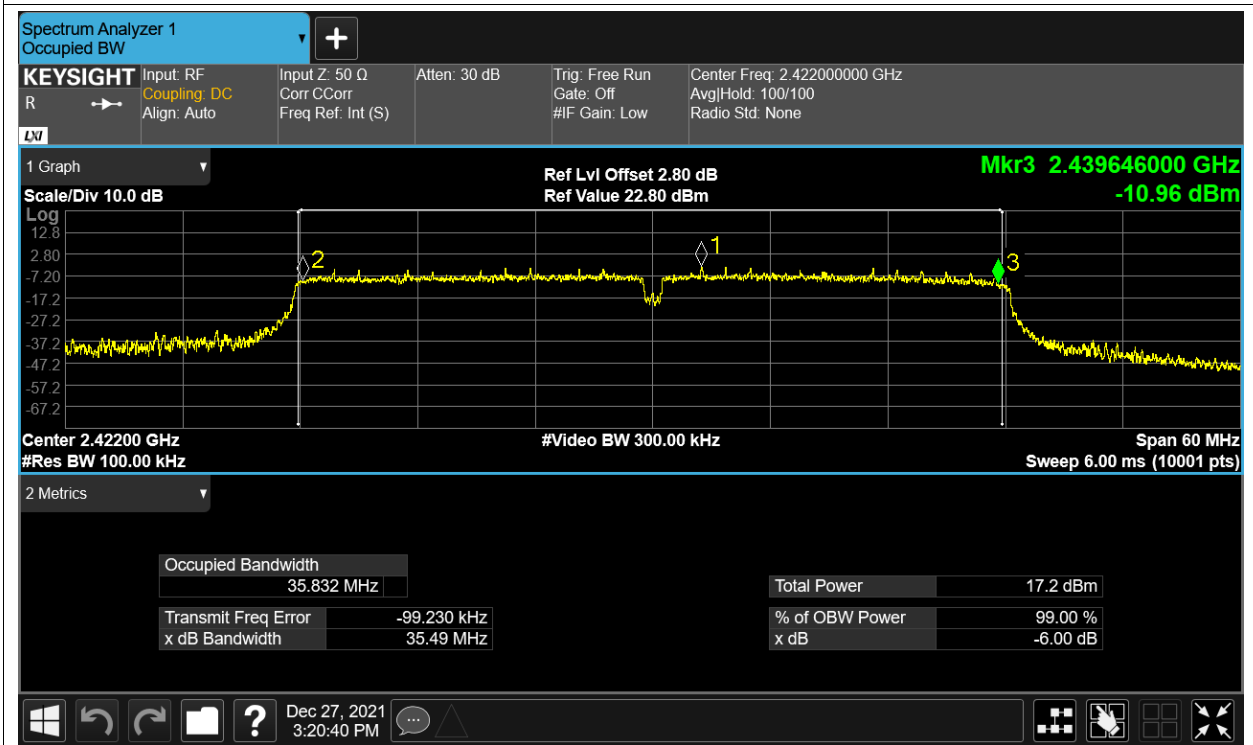 Spectrum Analyzer 1
Occupied BW
KEYSIGHT
R
LXI
Input: RF
Coupling: DC
Align: Auto
Input Z: 50 Ω
Corr CCorr
Freq Ref: Int (S)
Atten: 30 dB
Trig: Free Run
Gate: Off
#IF Gain: Low
Center Freq: 2.422000000 GHz
Avg|Hold: 100/100
Radio Std: None
1 Graph
Scale/Div 10.0 dB
Ref Lvl Offset 2.80 dB
Ref Value 22.80 dBm
Mkr3 2.439646000 GHz
-10.96 dBm
Log
12.8
2.80
-7.20
-17.2
-27.2
-37.2
-47.2
-57.2
-67.2
2
1
3
Center 2.42200 GHz
#Res BW 100.00 kHz
#Video BW 300.00 kHz
Span 60 MHz
Sweep 6.00 ms (10001 pts)
2 Metrics
Occupied Bandwidth
35.832 MHz
Transmit Freq Error -99.230 kHz
x dB Bandwidth 35.49 MHz
Total Power 17.2 dBm
% of OBW Power 99.00 %
x dB -6.00 dB
?
Dec 27, 2021
3:20:40 PM